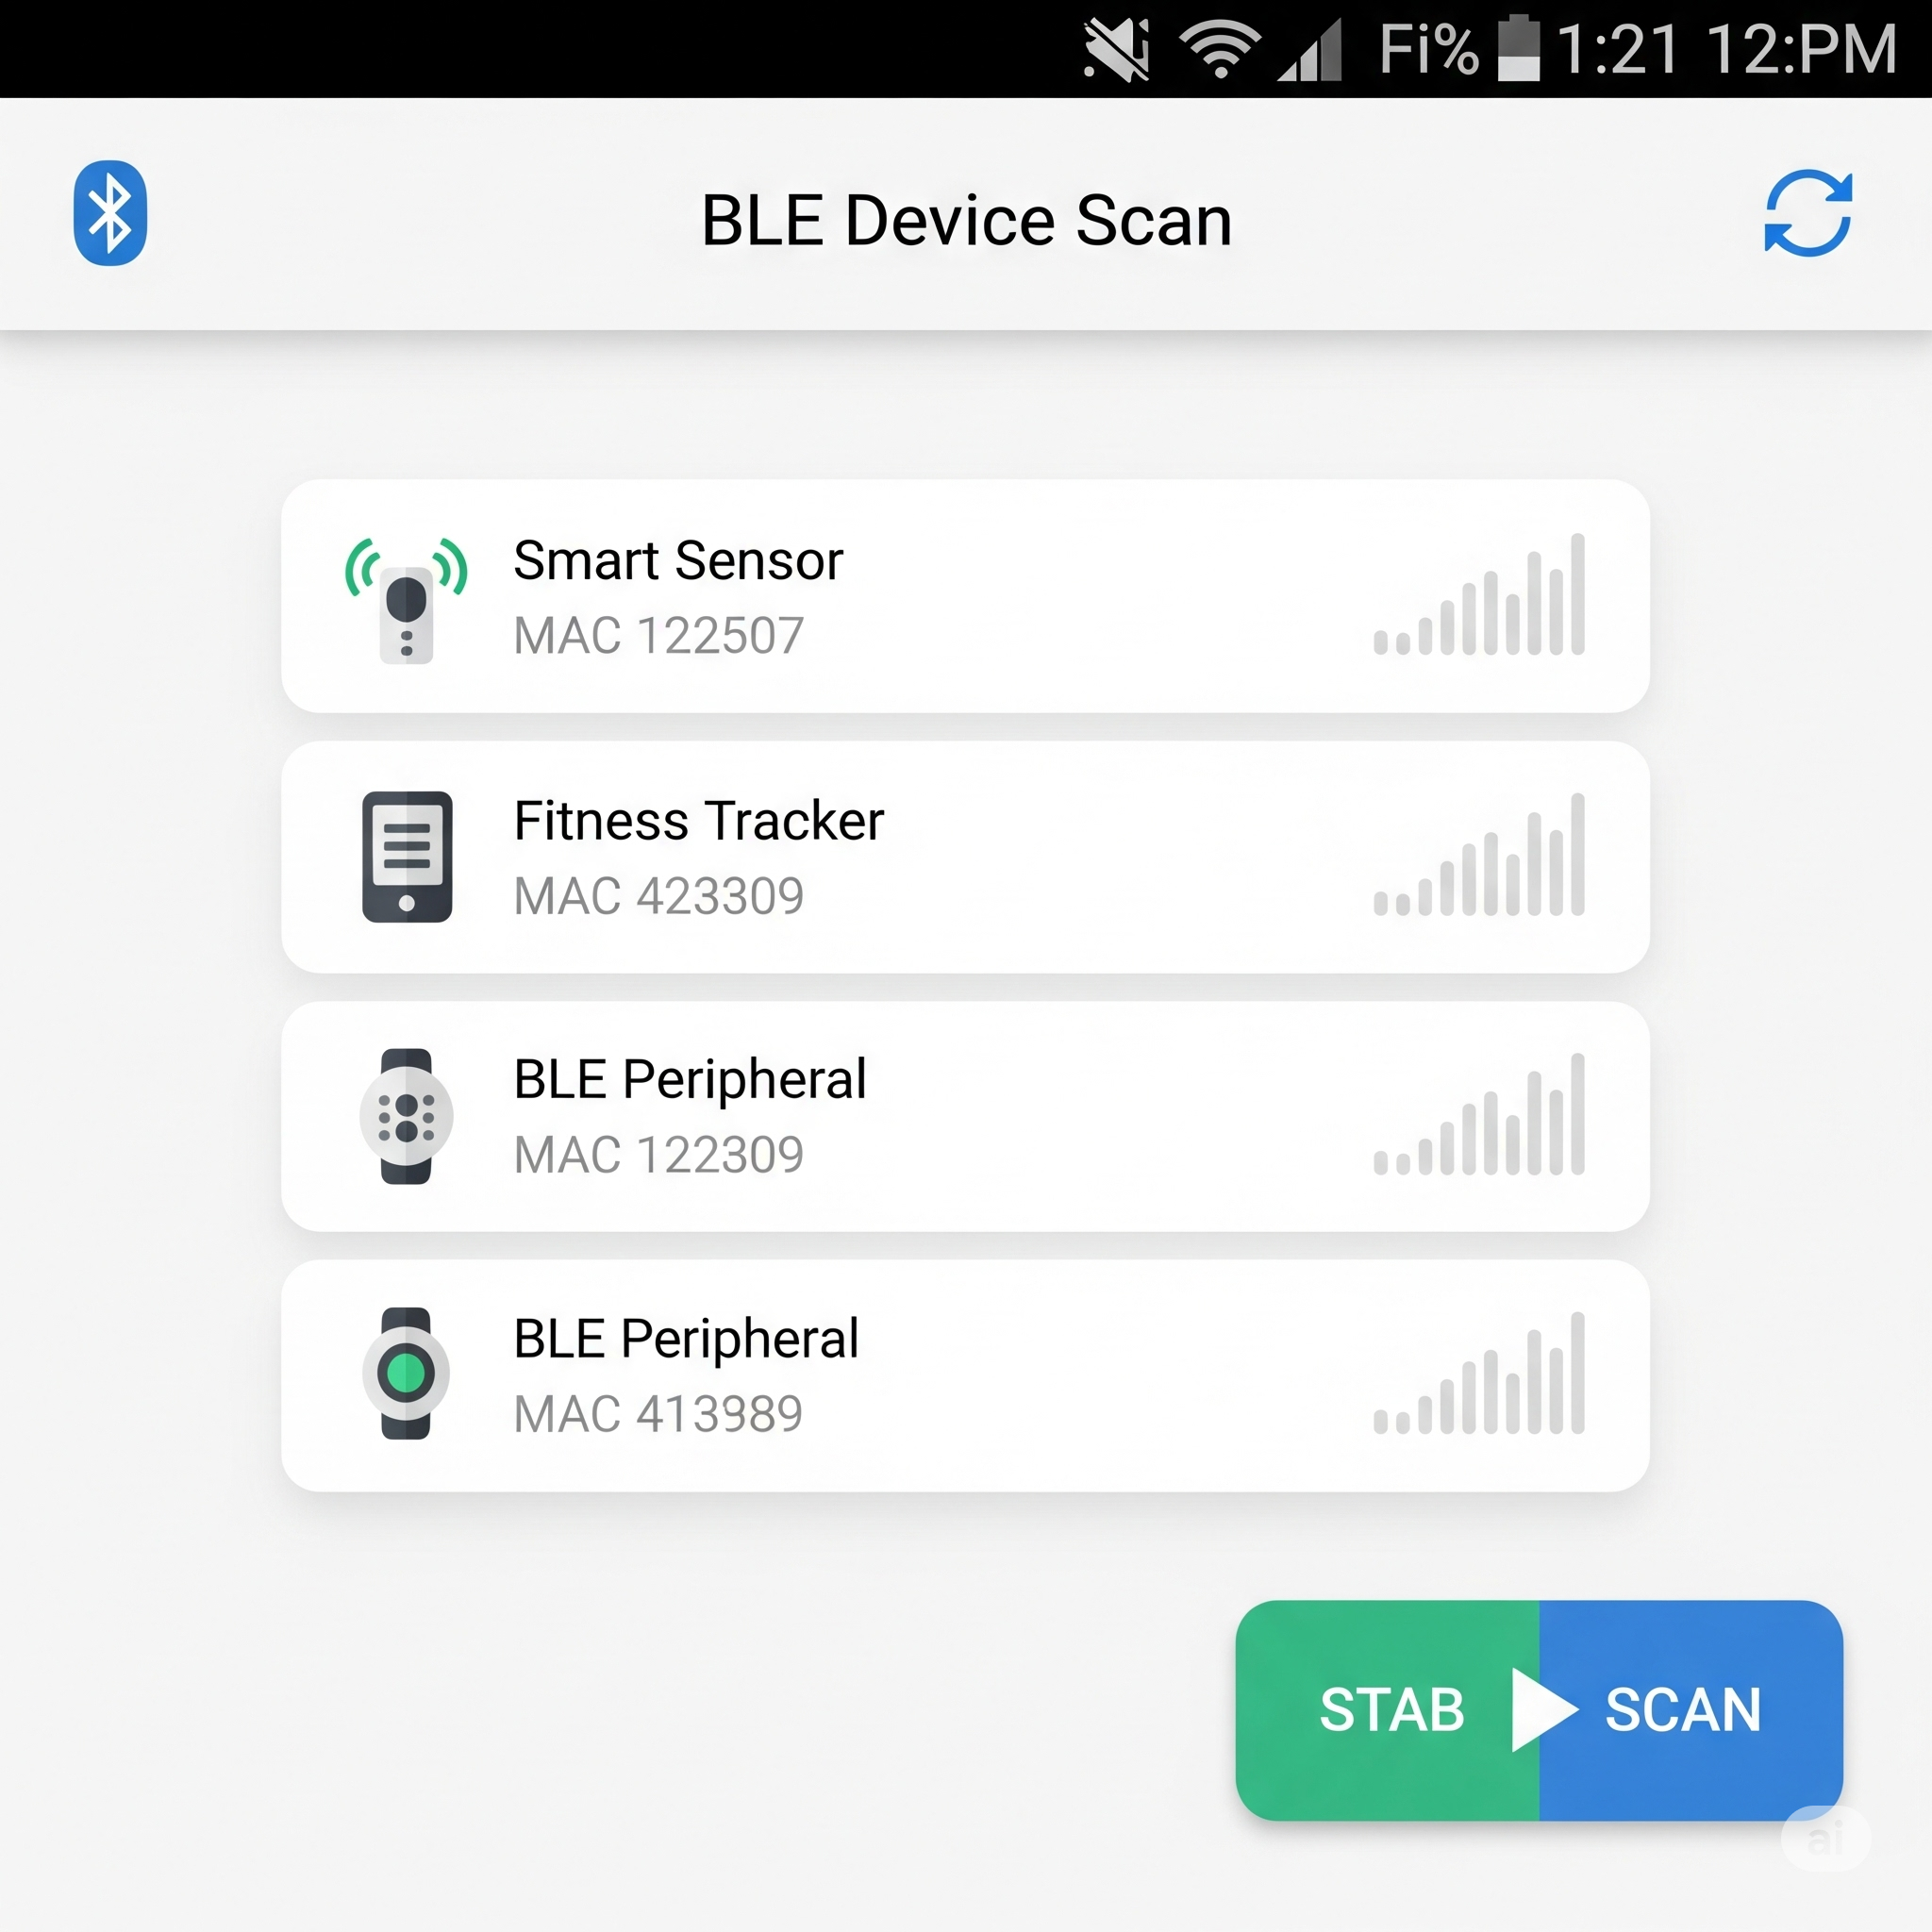 Fi% 1:21 12:PM
BLE Device Scan
Smart Sensor
MAC 122507
Fitness Tracker
MAC 423309
BLE Peripheral
MAC 122309
BLE Peripheral
MAC 413989
STAB SCAN
ai